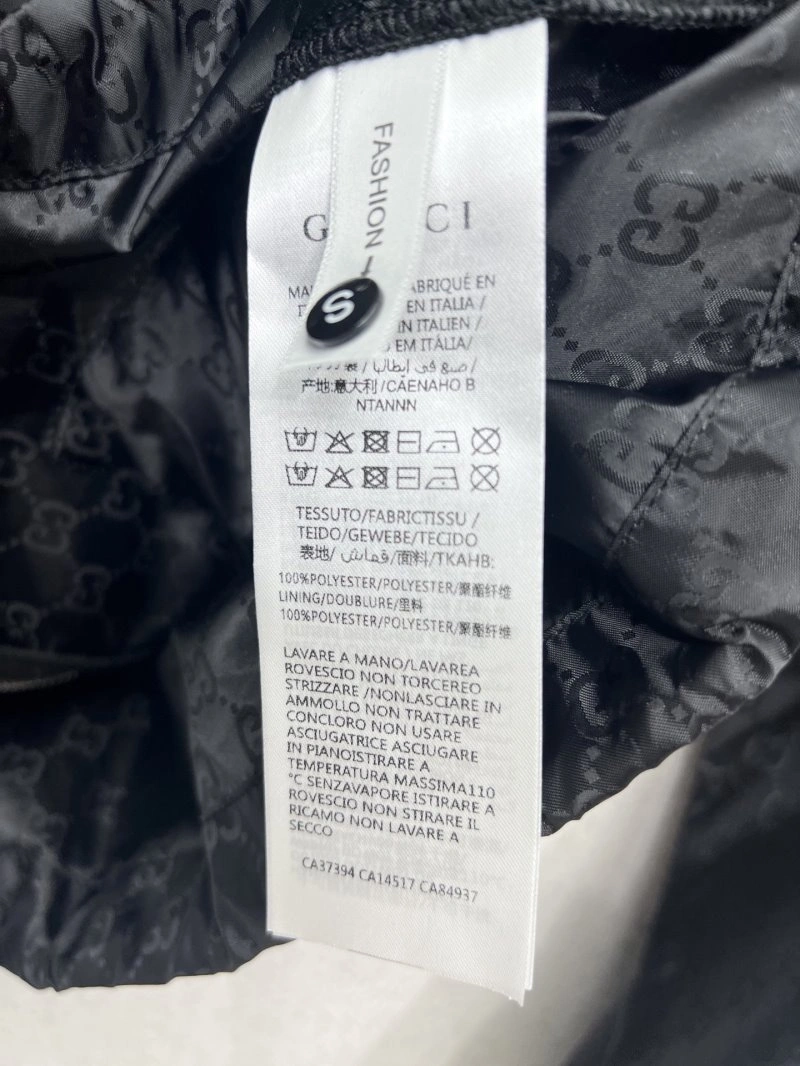 FASHION
G CI
S
MA ABRIQUÉ EN
EN ITALIA /
IN ITALIEN /
EM ITÁLIA/
製 / صنع في إيطاليا /
产地:意大利/CAENAHO B
NTANNN
TESSUTO/FABRICTISSU /
TEIDO/GEWEBE/TECIDO
表地/ قماش/面料/TKAHB:
100%POLYESTER/POLYESTER/聚酯纤维
LINING/DOUBLURE/里料
100%POLYESTER/POLYESTER/聚酯纤维
LAVARE A MANO/LAVAREA
ROVESCIO NON TORCEREO
STRIZZARE /NONLASCIARE IN
AMMOLLO NON TRATTARE
CONCLORO NON USARE
ASCIUGATRICE ASCIUGARE
IN PIANOISTIRARE A
TEMPERATURA MASSIMA110
°C SENZAVAPORE ISTIRARE A
ROVESCIO NON STIRARE IL
RICAMO NON LAVARE A
SECCO
CA37394 CA14517 CA84937